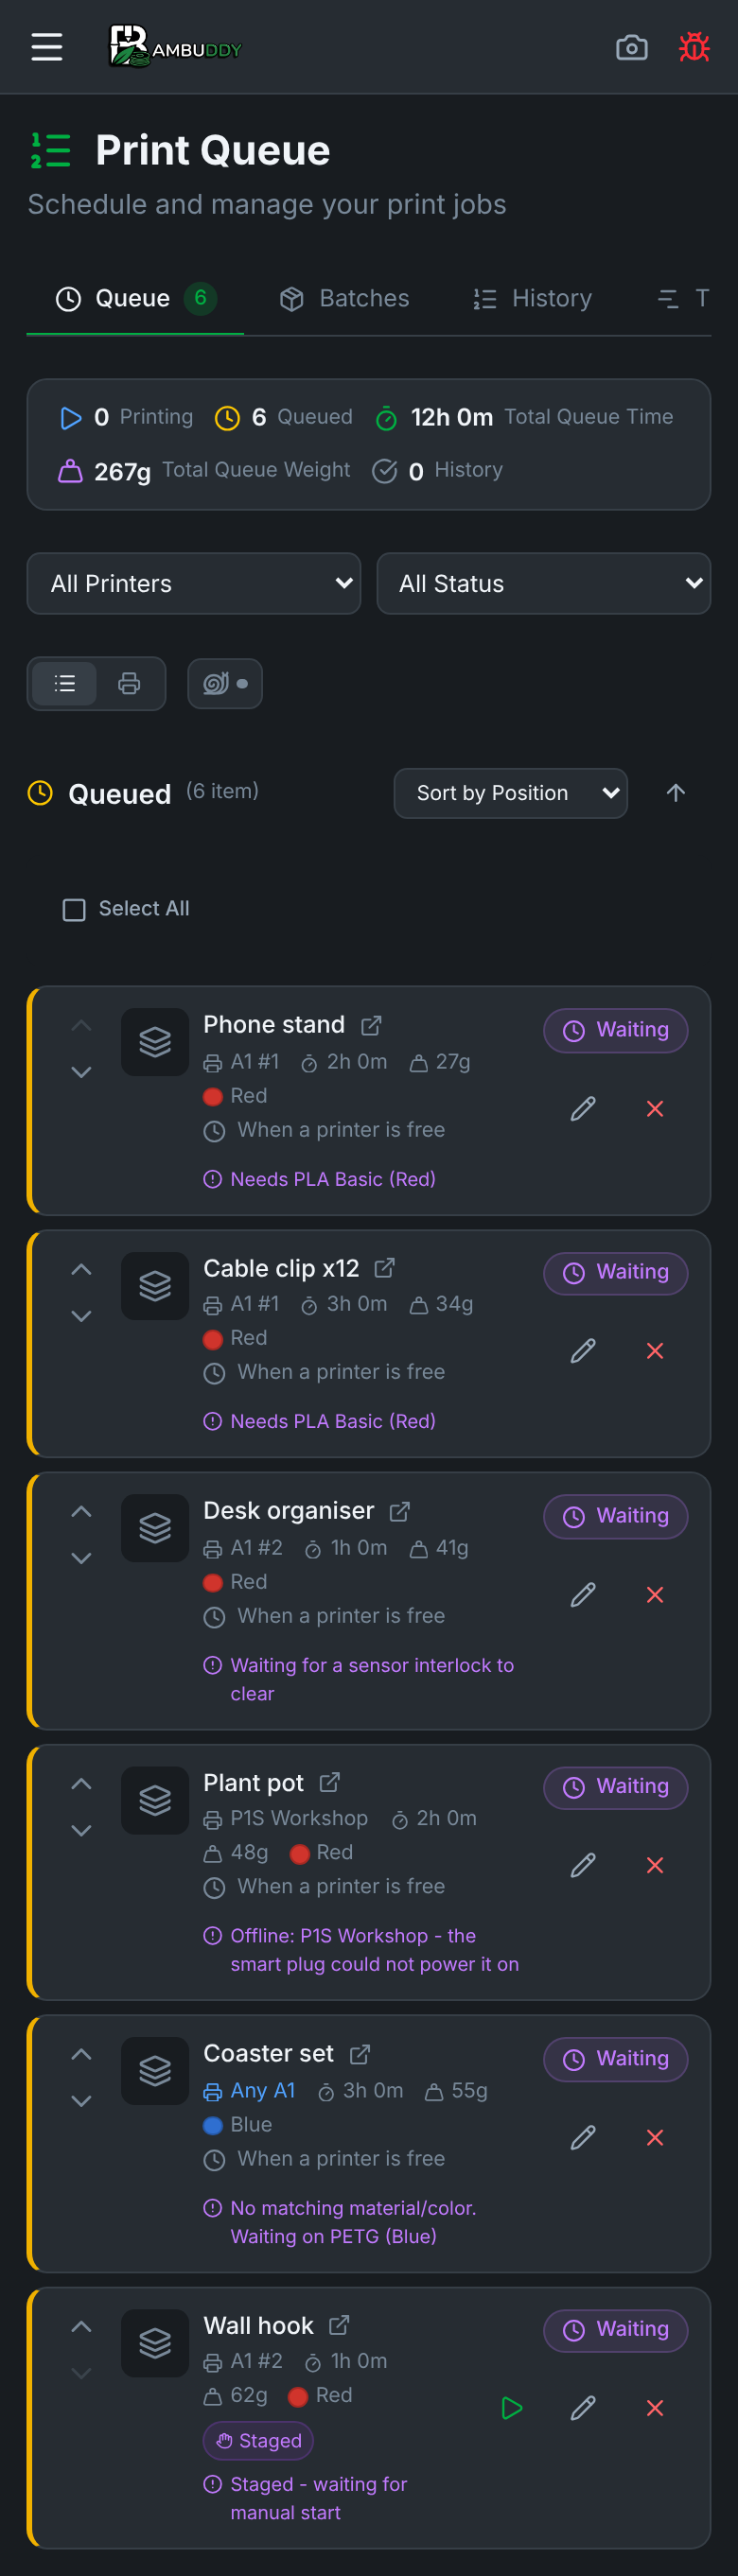 BAMBUDDY
Print Queue
Schedule and manage your print jobs
Queue 6 Batches History T
0 Printing 6 Queued 12h 0m Total Queue Time
267g Total Queue Weight 0 History
All Printers All Status
Queued (6 item) Sort by Position
Select All
Phone stand Waiting
A1 #1 2h 0m 27g
Red
When a printer is free
Needs PLA Basic (Red)
Cable clip x12 Waiting
A1 #1 3h 0m 34g
Red
When a printer is free
Needs PLA Basic (Red)
Desk organiser Waiting
A1 #2 1h 0m 41g
Red
When a printer is free
Waiting for a sensor interlock to
clear
Plant pot Waiting
P1S Workshop 2h 0m
48g Red
When a printer is free
Offline: P1S Workshop - the
smart plug could not power it on
Coaster set Waiting
Any A1 3h 0m 55g
Blue
When a printer is free
No matching material/color.
Waiting on PETG (Blue)
Wall hook Waiting
A1 #2 1h 0m
62g Red
Staged
Staged - waiting for
manual start